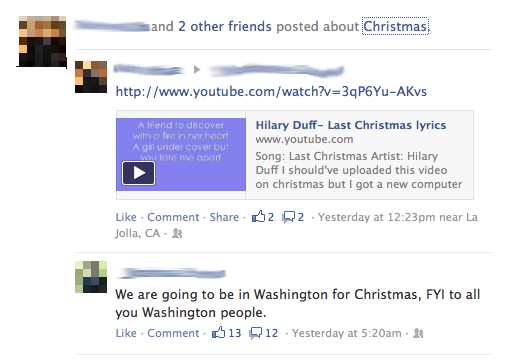 and 2 other friends posted about Christmas.
http://www.youtube.com/watch?v=3qP6Yu-AKvs
A friend to discover
with a fire in her heart
A girl under cover but
you tore me apart
Hilary Duff- Last Christmas lyrics
www.youtube.com
Song: Last Christmas Artist: Hilary
Duff I should've uploaded this video
on christmas but I got a new computer
Like · Comment · Share · 2 2 · Yesterday at 12:23pm near La
Jolla, CA ·
We are going to be in Washington for Christmas, FYI to all
you Washington people.
Like · Comment · 13 12 · Yesterday at 5:20am ·